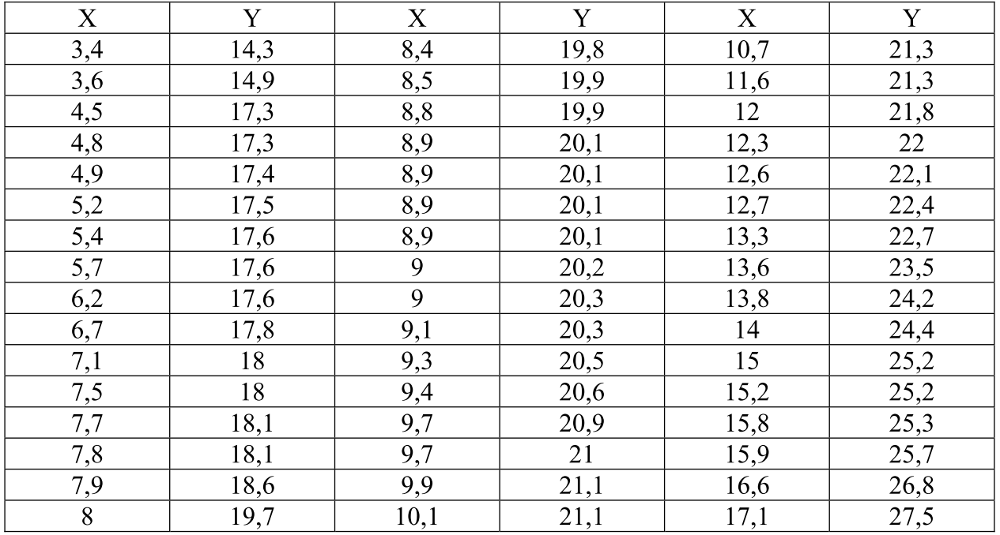 X Y X Y X Y
3,4 14,3 8,4 19,8 10,7 21,3
3,6 14,9 8,5 19,9 11,6 21,3
4,5 17,3 8,8 19,9 12 21,8
4,8 17,3 8,9 20,1 12,3 22
4,9 17,4 8,9 20,1 12,6 22,1
5,2 17,5 8,9 20,1 12,7 22,4
5,4 17,6 8,9 20,1 13,3 22,7
5,7 17,6 9 20,2 13,6 23,5
6,2 17,6 9 20,3 13,8 24,2
6,7 17,8 9,1 20,3 14 24,4
7,1 18 9,3 20,5 15 25,2
7,5 18 9,4 20,6 15,2 25,2
7,7 18,1 9,7 20,9 15,8 25,3
7,8 18,1 9,7 21 15,9 25,7
7,9 18,6 9,9 21,1 16,6 26,8
8 19,7 10,1 21,1 17,1 27,5